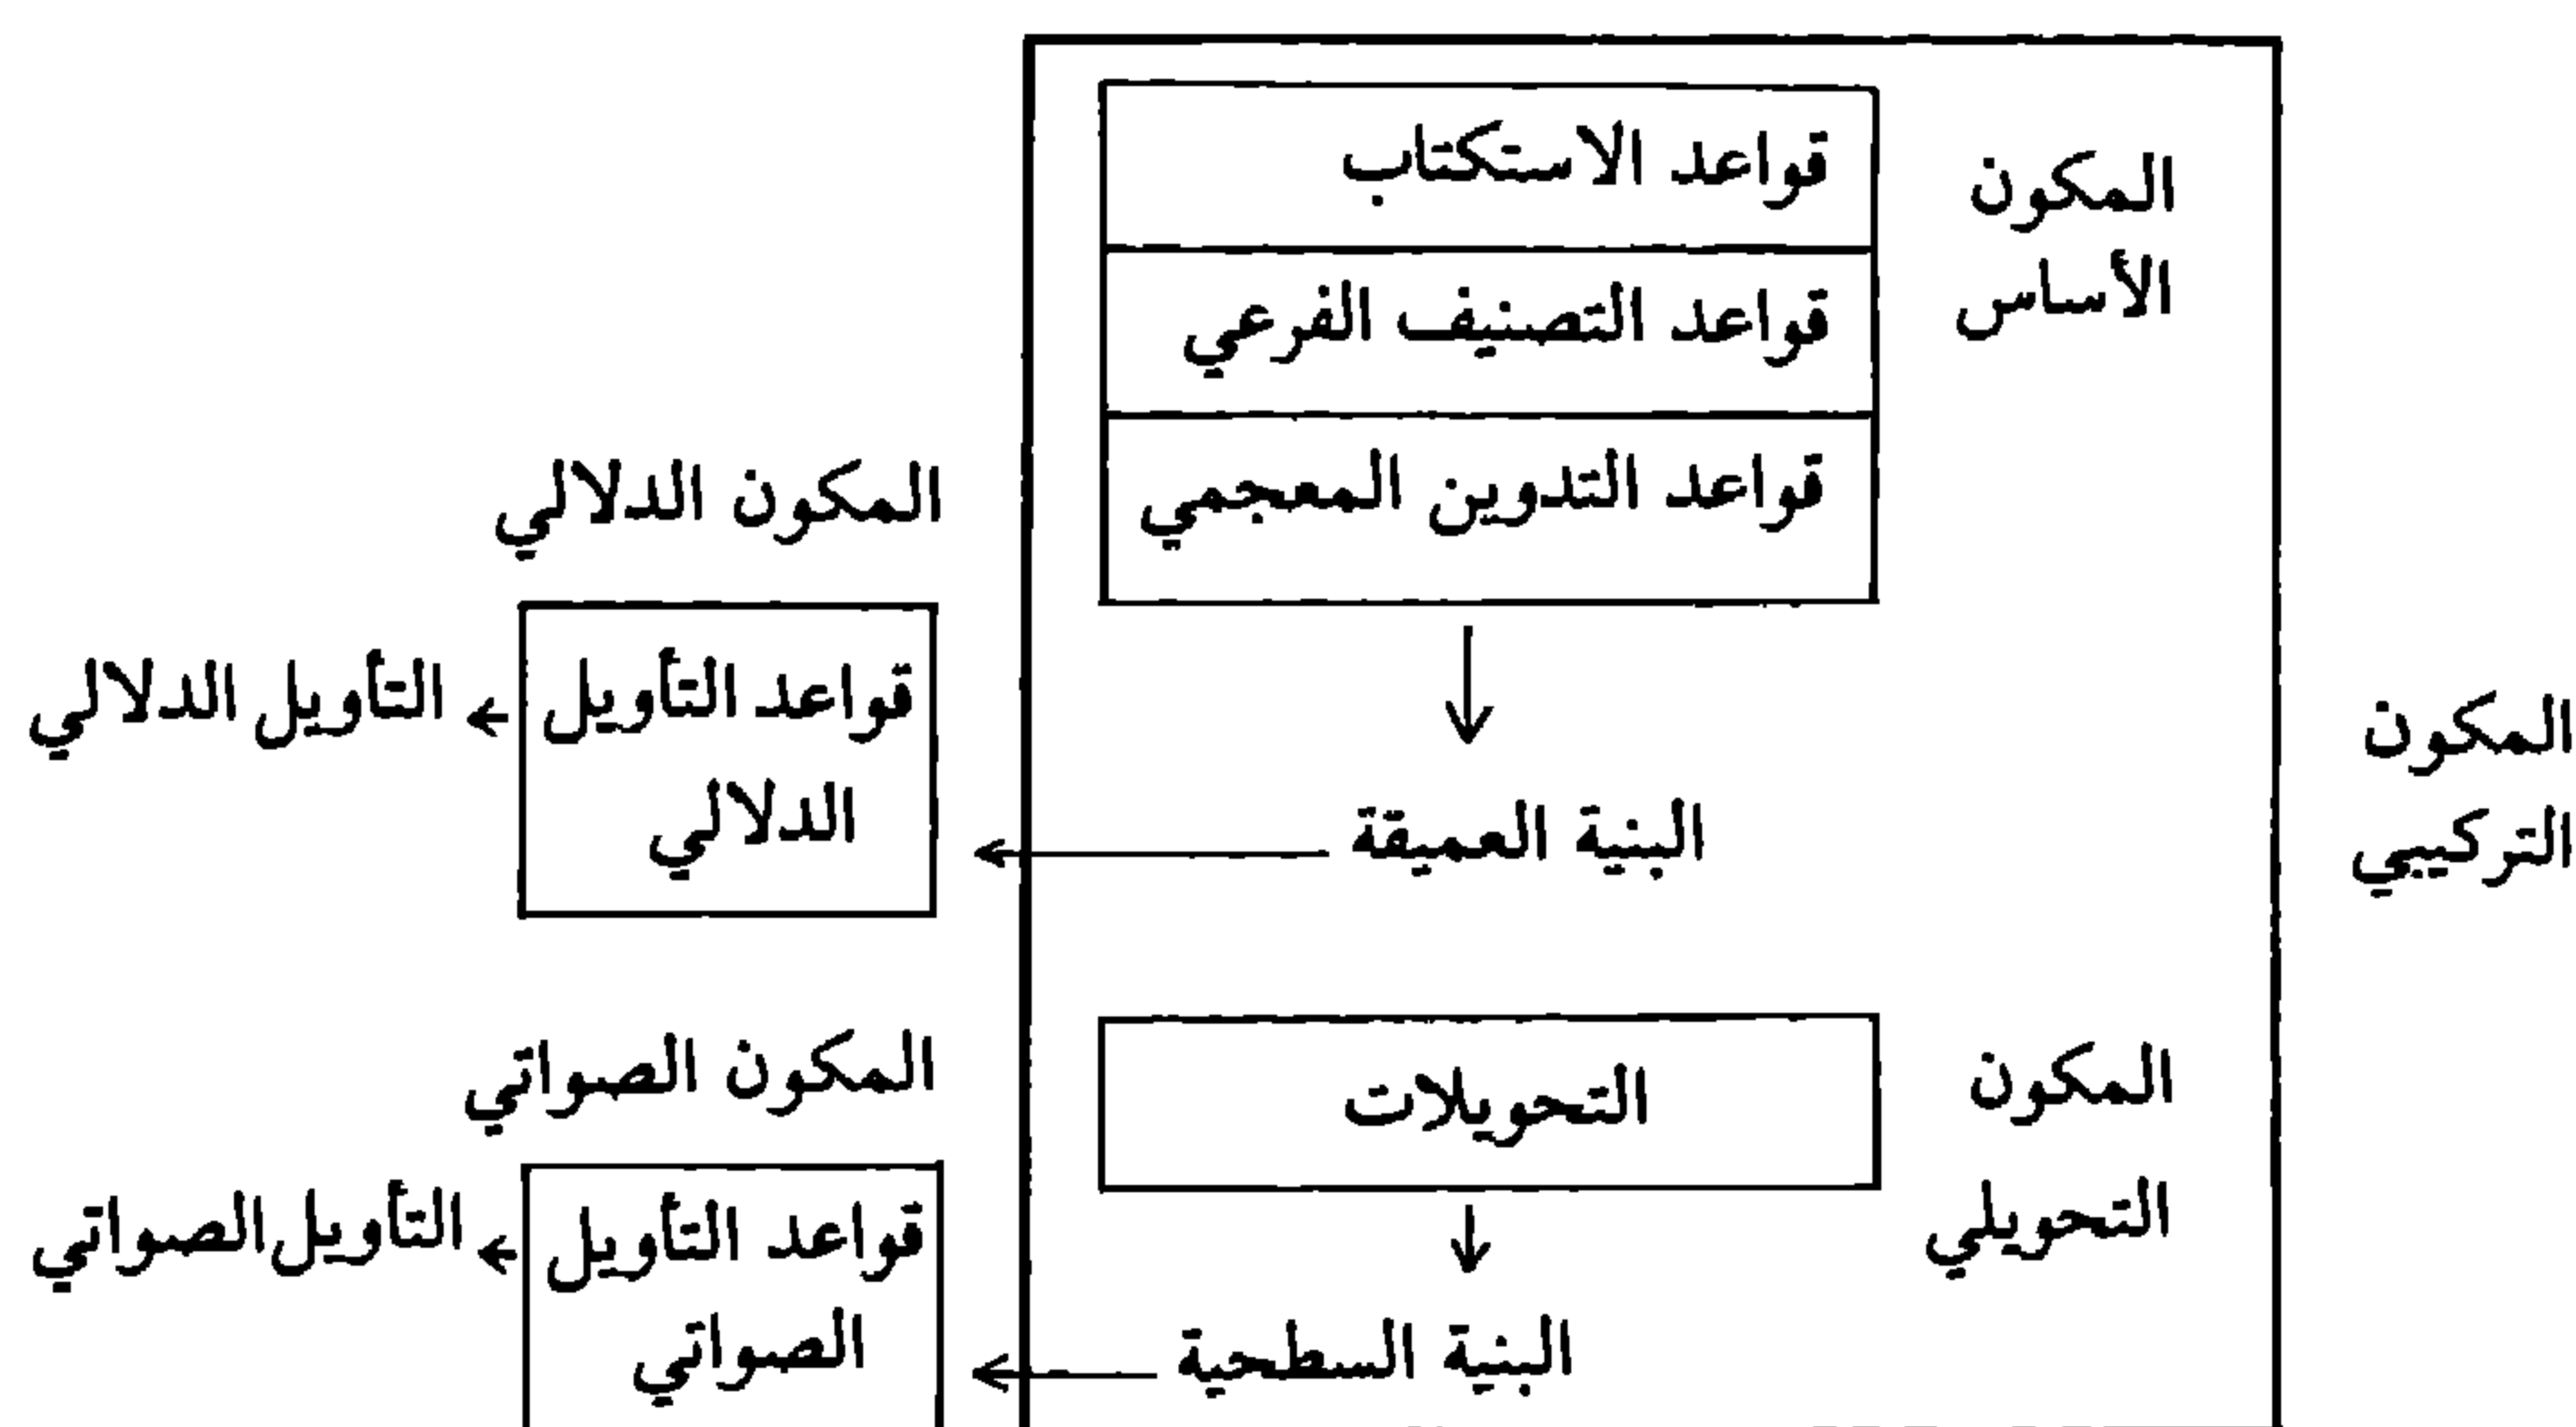 المكون
التركيبي
المكون
الأساس
قواعد الاستكتاب
قواعد التصنيف الفرعي
قواعد التدوين المعجمي
البنية العميقة
المكون
التحويلي
التحويلات
البنية السطحية
المكون الدلالي
قواعد التأويل
الدلالي
التأويل الدلالي
المكون الصواتي
قواعد التأويل
الصواتي
التأويل الصواتي